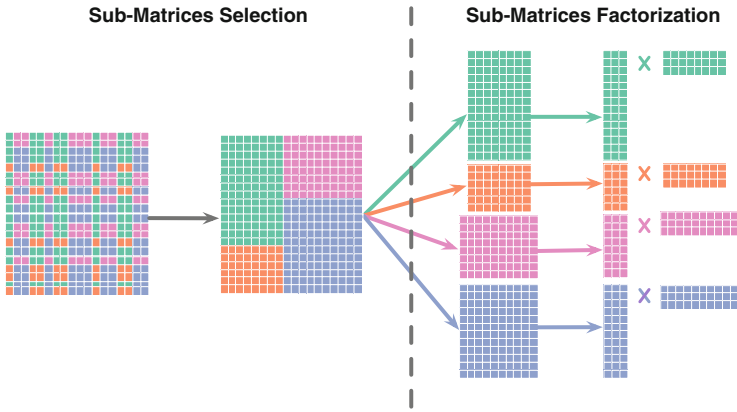 Sub-Matrices Selection
Sub-Matrices Factorization
×
×
×
×